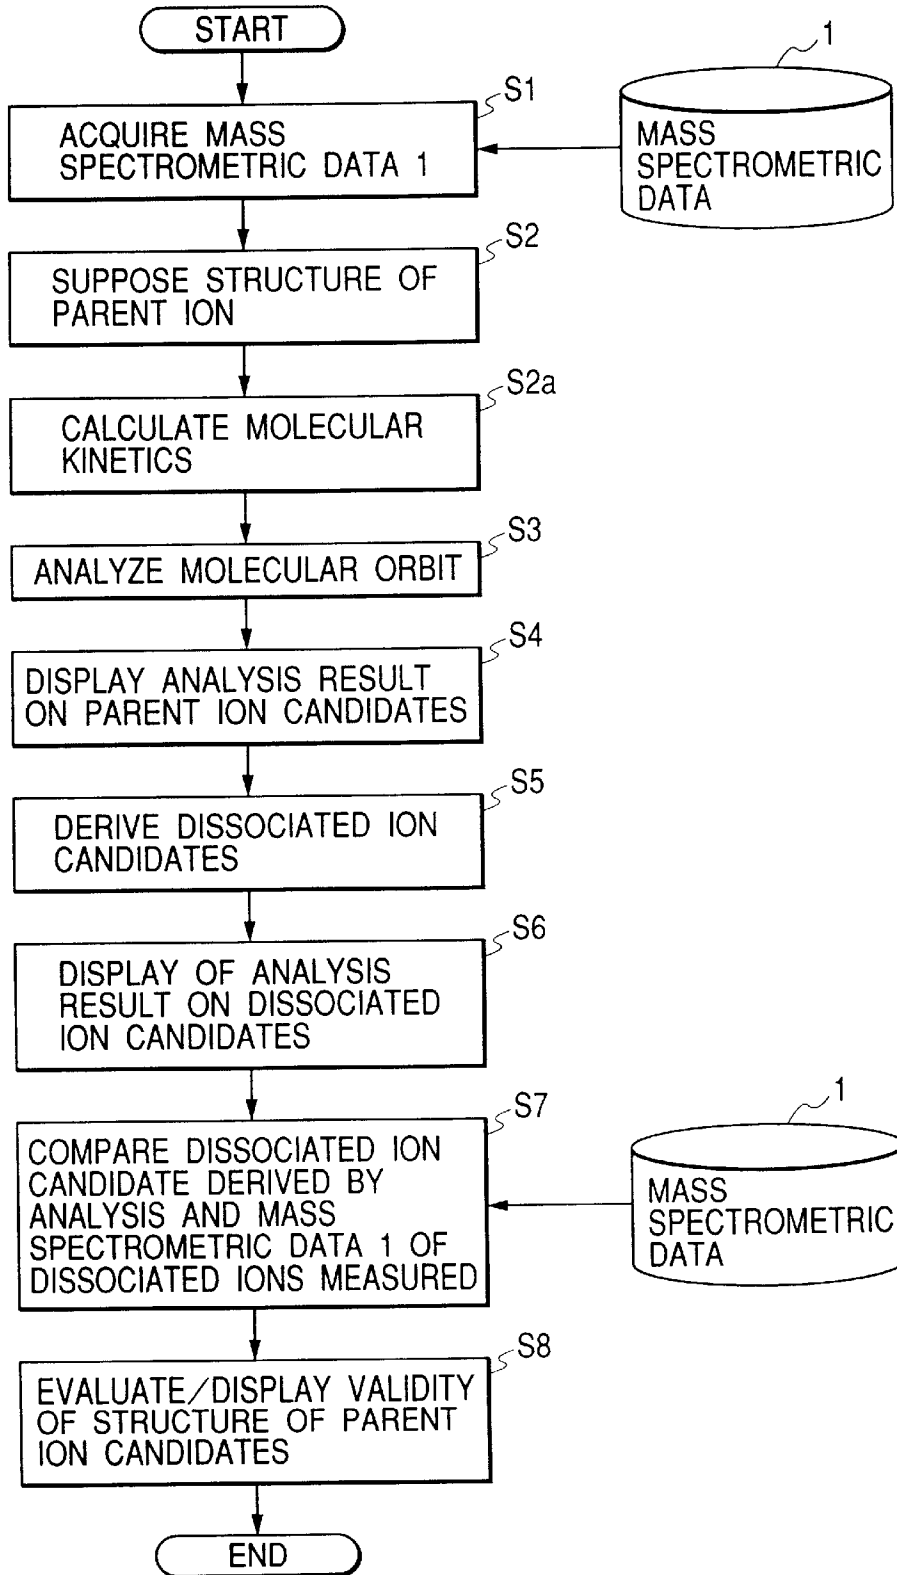 START
1
S1
ACQUIRE MASS
SPECTROMETRIC DATA 1
MASS
SPECTROMETRIC
DATA
S2
SUPPOSE STRUCTURE OF
PARENT ION
S2a
CALCULATE MOLECULAR
KINETICS
S3
ANALYZE MOLECULAR ORBIT
S4
DISPLAY ANALYSIS RESULT
ON PARENT ION CANDIDATES
S5
DERIVE DISSOCIATED ION
CANDIDATES
S6
DISPLAY OF ANALYSIS
RESULT ON DISSOCIATED
ION CANDIDATES
S7
COMPARE DISSOCIATED ION
CANDIDATE DERIVED BY
ANALYSIS AND MASS
SPECTROMETRIC DATA 1 OF
DISSOCIATED IONS MEASURED
1
MASS
SPECTROMETRIC
DATA
S8
EVALUATE/DISPLAY VALIDITY
OF STRUCTURE OF PARENT
ION CANDIDATES
END